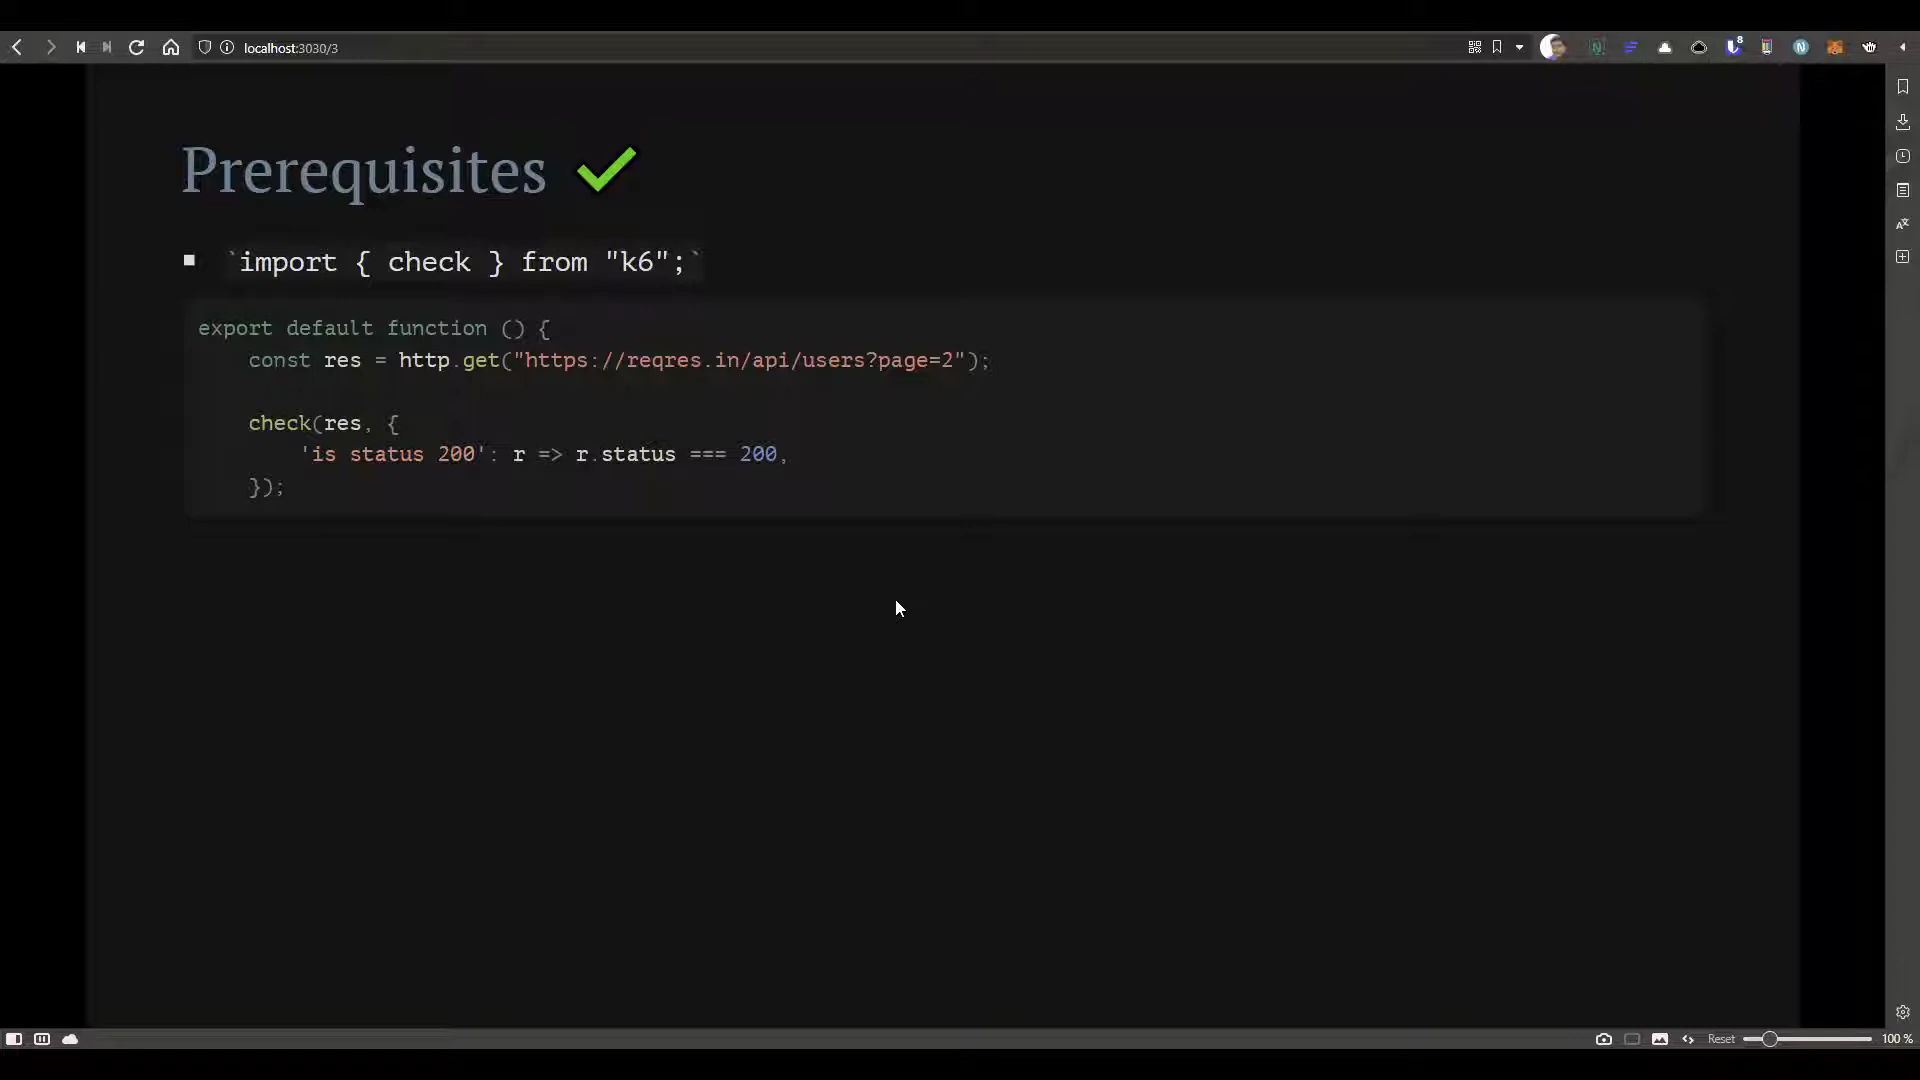 localhost:3030/3
8
Prerequisites
`import { check } from "k6";`
export default function () {
const res = http.get("https://reqres.in/api/users?page=2");
check(res, {
'is status 200': r => r.status === 200,
});
Reset
100 %